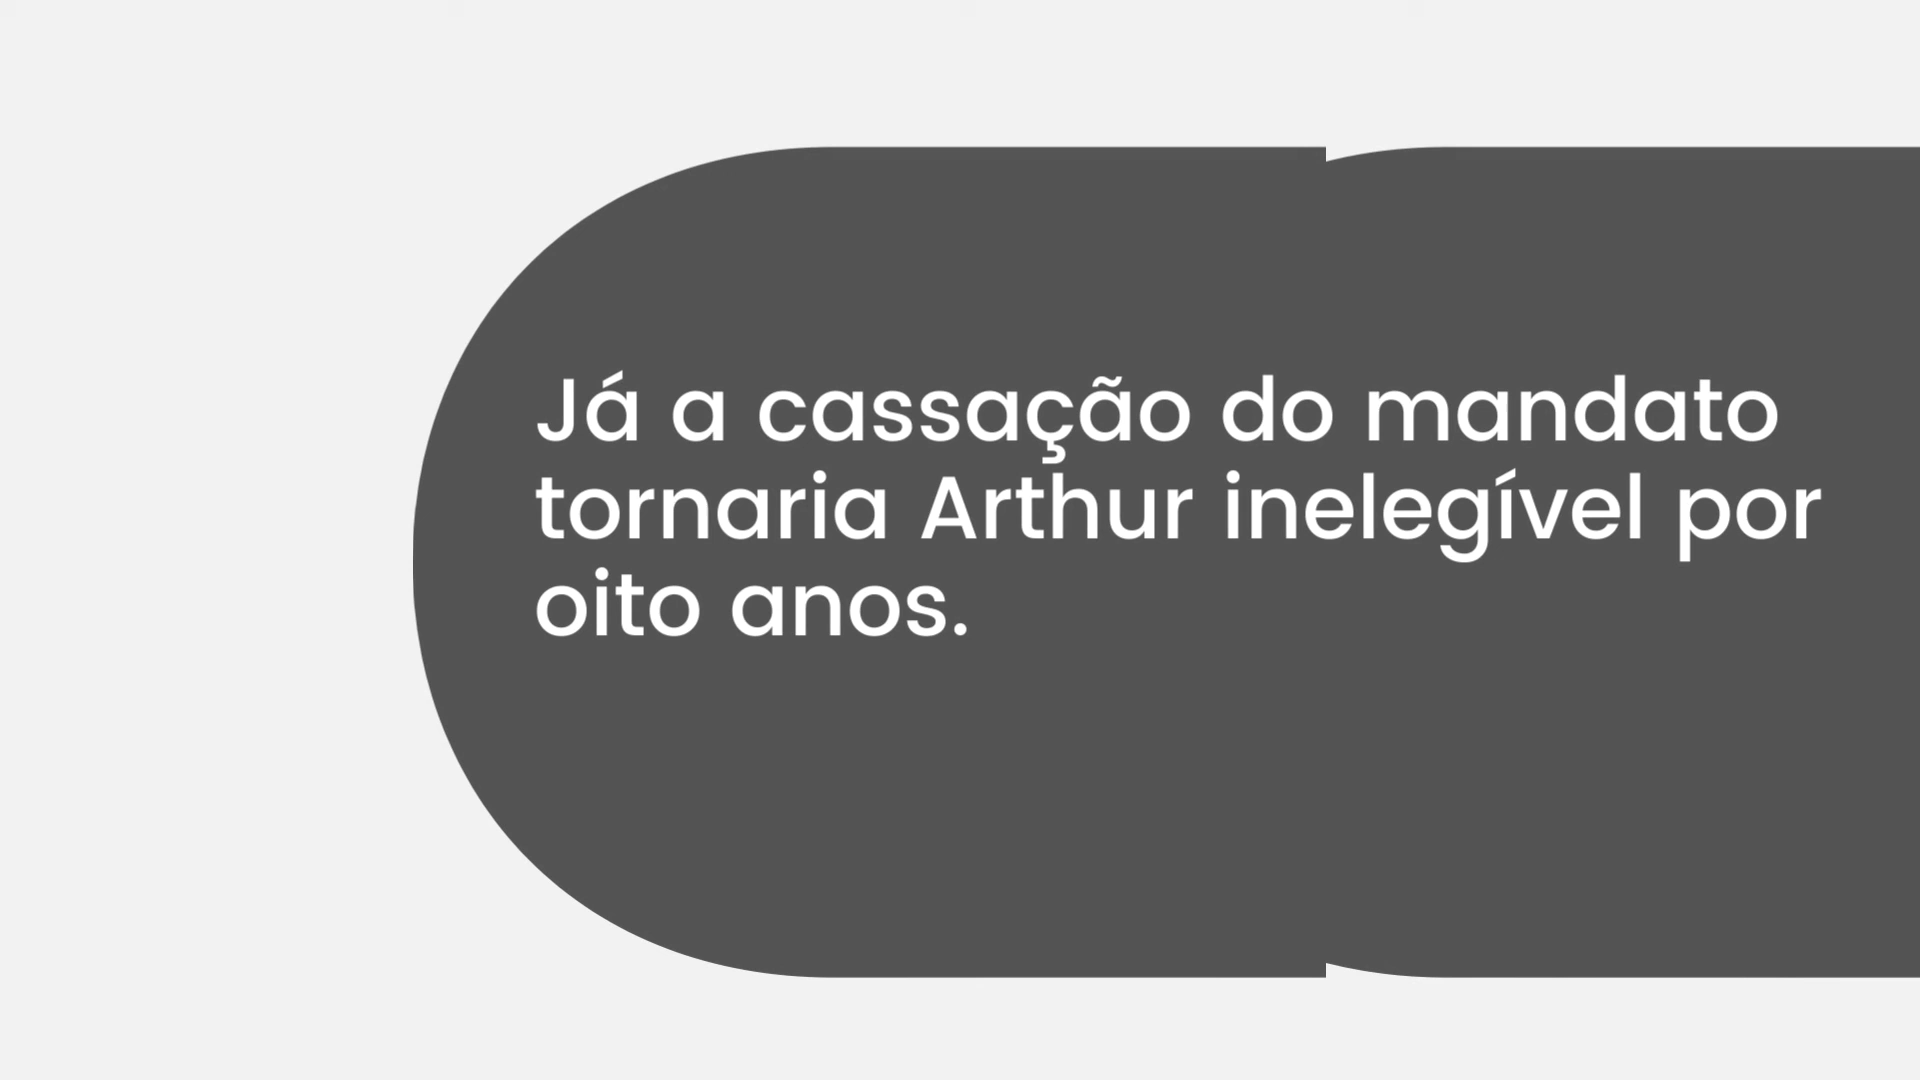 Já a cassação do mandato
tornaria Arthur inelegível por
oito anos.